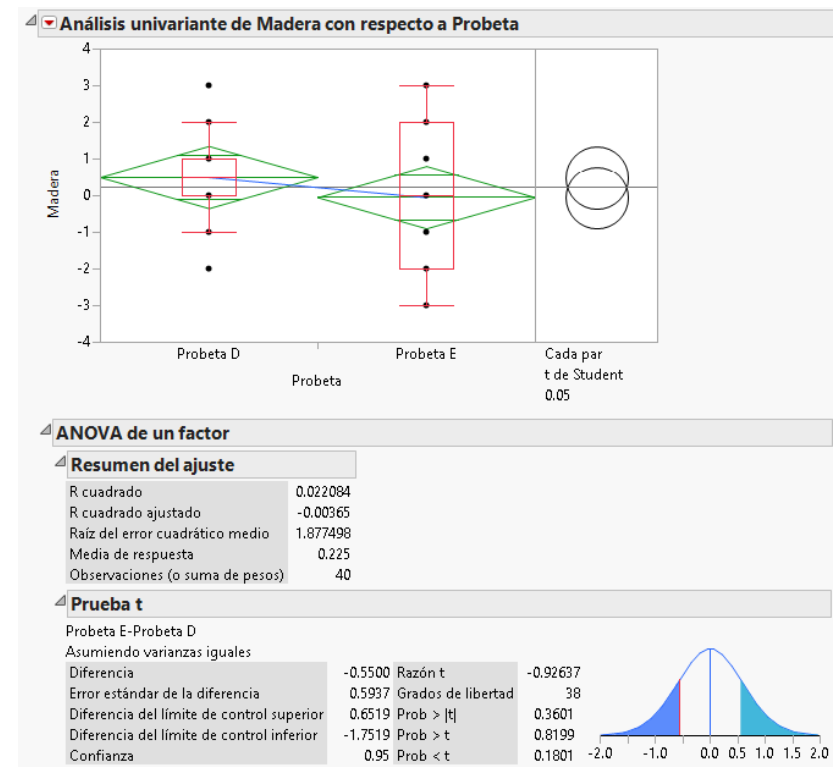 Análisis univariante de Madera con respecto a Probeta
4
3
2
1
0
-1
-2
-3
-4
Madera
Probeta D
Probeta E
Probeta
Cada par
t de Student
0.05
ANOVA de un factor
Resumen del ajuste
R cuadrado 0.022084
R cuadrado ajustado -0.00365
Raíz del error cuadrático medio 1.877498
Media de respuesta 0.225
Observaciones (o suma de pesos) 40
Prueba t
Probeta E-Probeta D
Asumiendo varianzas iguales
Diferencia -0.5500 Razón t -0.92637
Error estándar de la diferencia 0.5937 Grados de libertad 38
Diferencia del límite de control superior 0.6519 Prob > |t| 0.3601
Diferencia del límite de control inferior -1.7519 Prob > t 0.8199
Confianza 0.95 Prob < t 0.1801
-2.0 -1.0 0.0 0.5 1.0 1.5 2.0